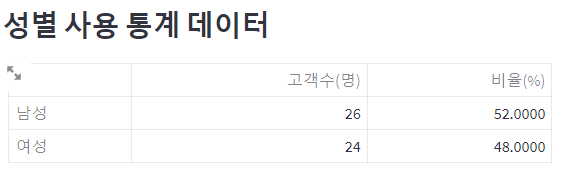 성별 사용 통계 데이터
고객수(명) 비율(%)
남성 26 52.0000
여성 24 48.0000